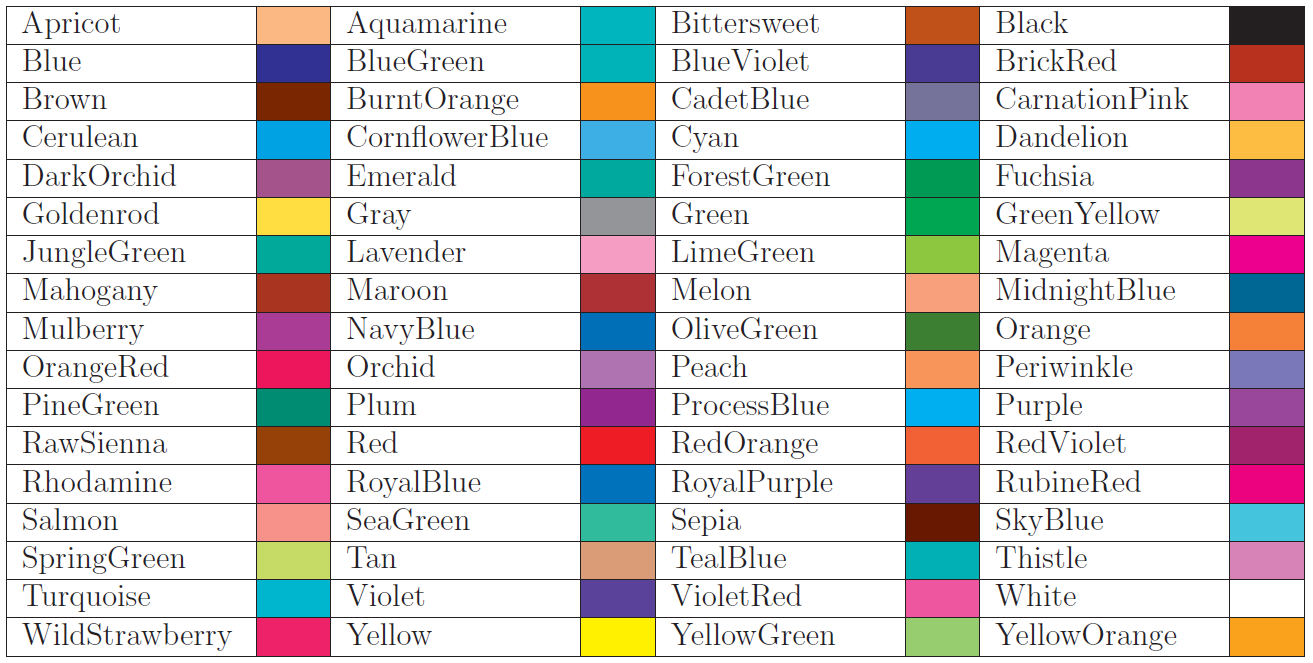 Apricot Aquamarine Bittersweet Black
Blue BlueGreen BlueViolet BrickRed
Brown BurntOrange CadetBlue CarnationPink
Cerulean CornflowerBlue Cyan Dandelion
DarkOrchid Emerald ForestGreen Fuchsia
Goldenrod Gray Green GreenYellow
JungleGreen Lavender LimeGreen Magenta
Mahogany Maroon Melon MidnightBlue
Mulberry NavyBlue OliveGreen Orange
OrangeRed Orchid Peach Periwinkle
PineGreen Plum ProcessBlue Purple
RawSienna Red RedOrange RedViolet
Rhodamine RoyalBlue RoyalPurple RubineRed
Salmon SeaGreen Sepia SkyBlue
SpringGreen Tan TealBlue Thistle
Turquoise Violet VioletRed White
WildStrawberry Yellow YellowGreen YellowOrange